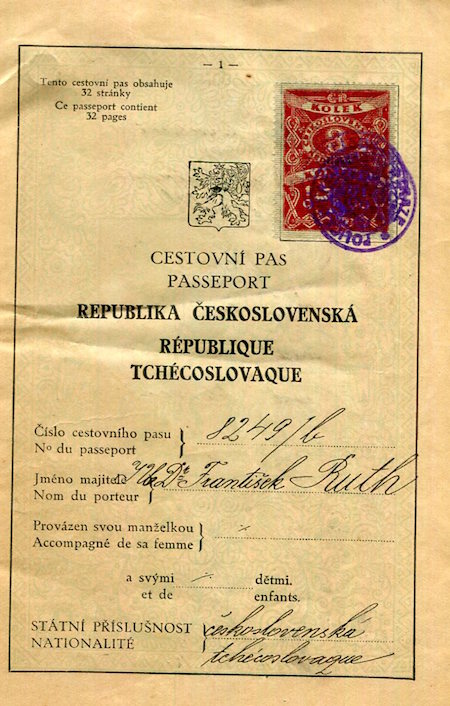 — 1 —
Tento cestovní pas obsahuje
32 stránky
Ce passeport contient
32 pages
KOLEK
CESTOVNÍ PAS
PASSEPORT
REPUBLIKA ČESKOSLOVENSKÁ
RÉPUBLIQUE
TCHÉCOSLOVAQUE
Číslo cestovního pasu
No du passeport
8249/b
Jméno majitele
Nom du porteur
Dr František Ruth
Provázen svou manželkou
Accompagné de sa femme
a svými dětmi.
et de enfants.
STÁTNÍ PŘÍSLUŠNOST
NATIONALITÉ
československá
tchécoslovaque